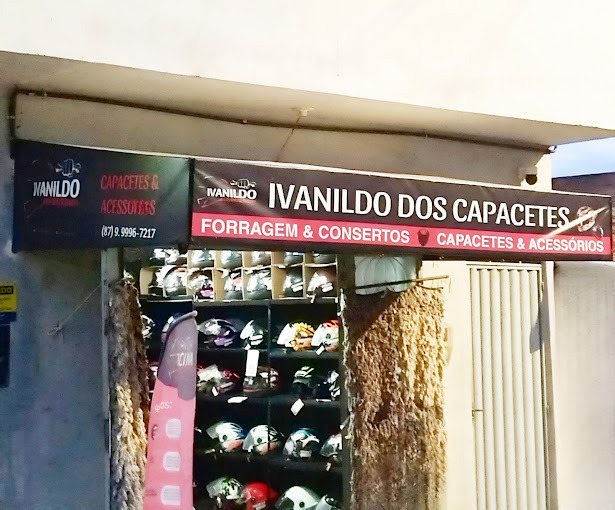 IVANILDO
CAPACETES &
ACESSÓRIOS
(87) 9.9996-7217
IVANILDO
IVANILDO DOS CAPACETES
FORRAGEM & CONSERTOS
CAPACETES & ACESSÓRIOS